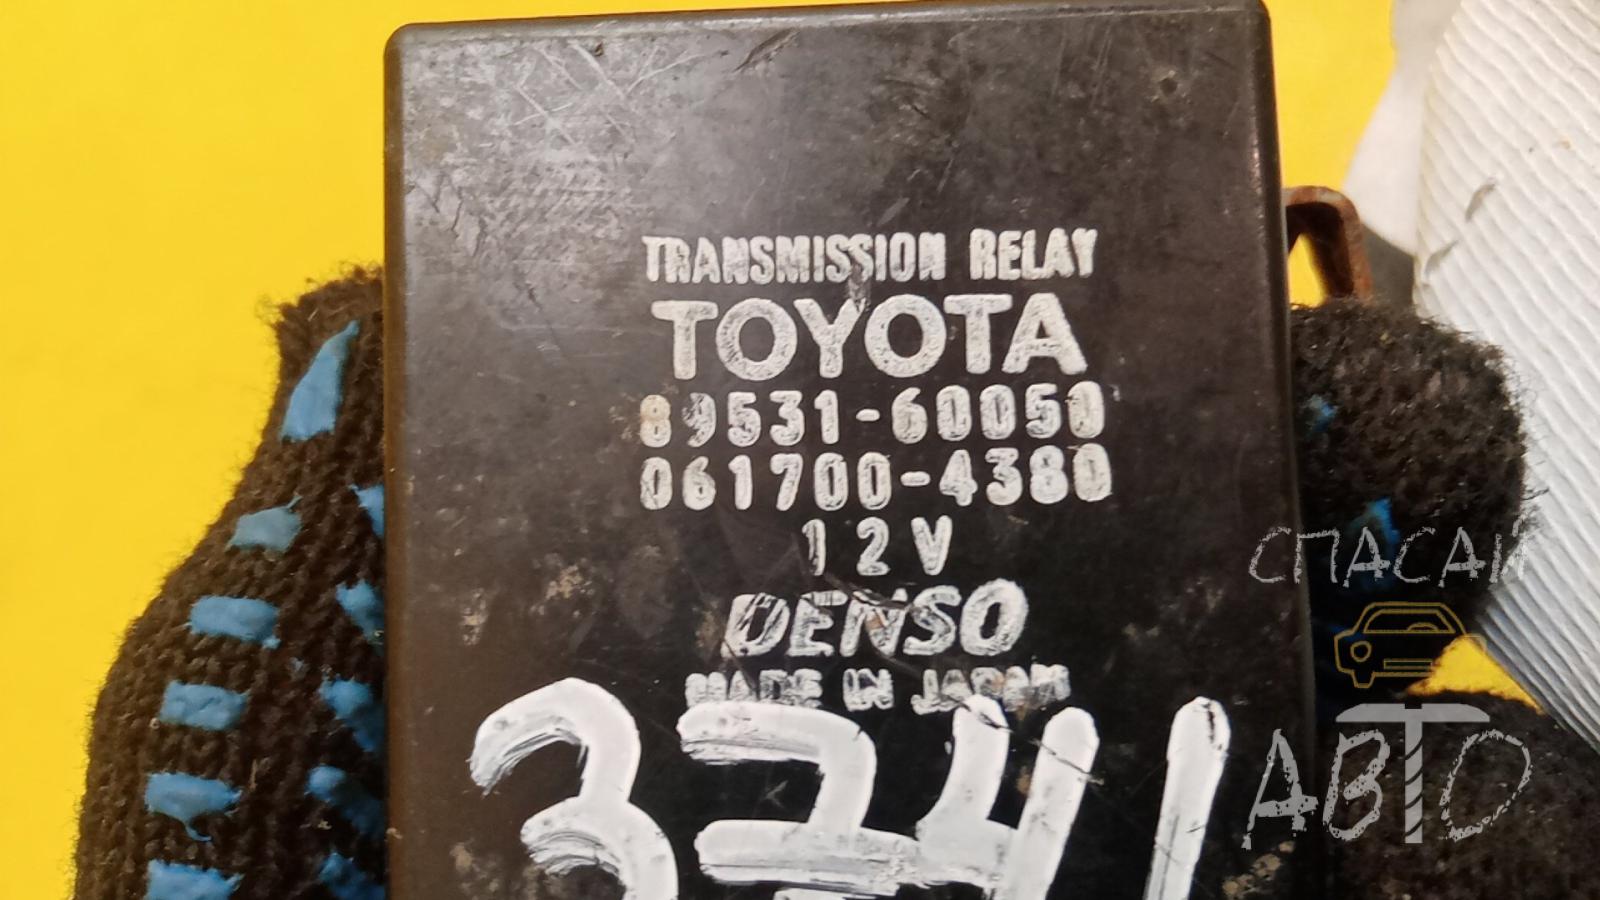 TRANSMISSION RELAY
TOYOTA
89531-60050
061700-4380
12V
DENSO
MADE IN JAPAN
3741
СПАСАЙ
АВТО